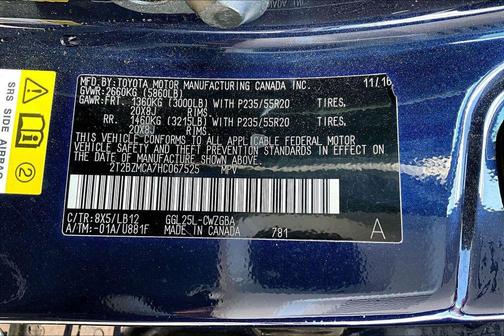 SRS SIDE AIRBAG
MFD. BY:TOYOTA MOTOR MANUFACTURING CANADA INC. 11/16
GVWR: 2660KG (5860LB)
GAWR: FRT. 1360KG (3000LB) WITH P235/55R20 TIRES,
20X8J RIMS.
RR. 1460KG (3215LB) WITH P235/55R20 TIRES,
20X8J RIMS.
THIS VEHICLE CONFORMS TO ALL APPLICABLE FEDERAL MOTOR
VEHICLE SAFETY AND THEFT PREVENTION STANDARDS IN EFFECT
ON THE DATE OF MANUFACTURE SHOWN ABOVE.
2T2BZMCA7HC067525 MPV
C/TR:8X5/LB12 GGL25L-CWZGBA
A/TM:-01A/U881F MADE IN CANADA 781 A